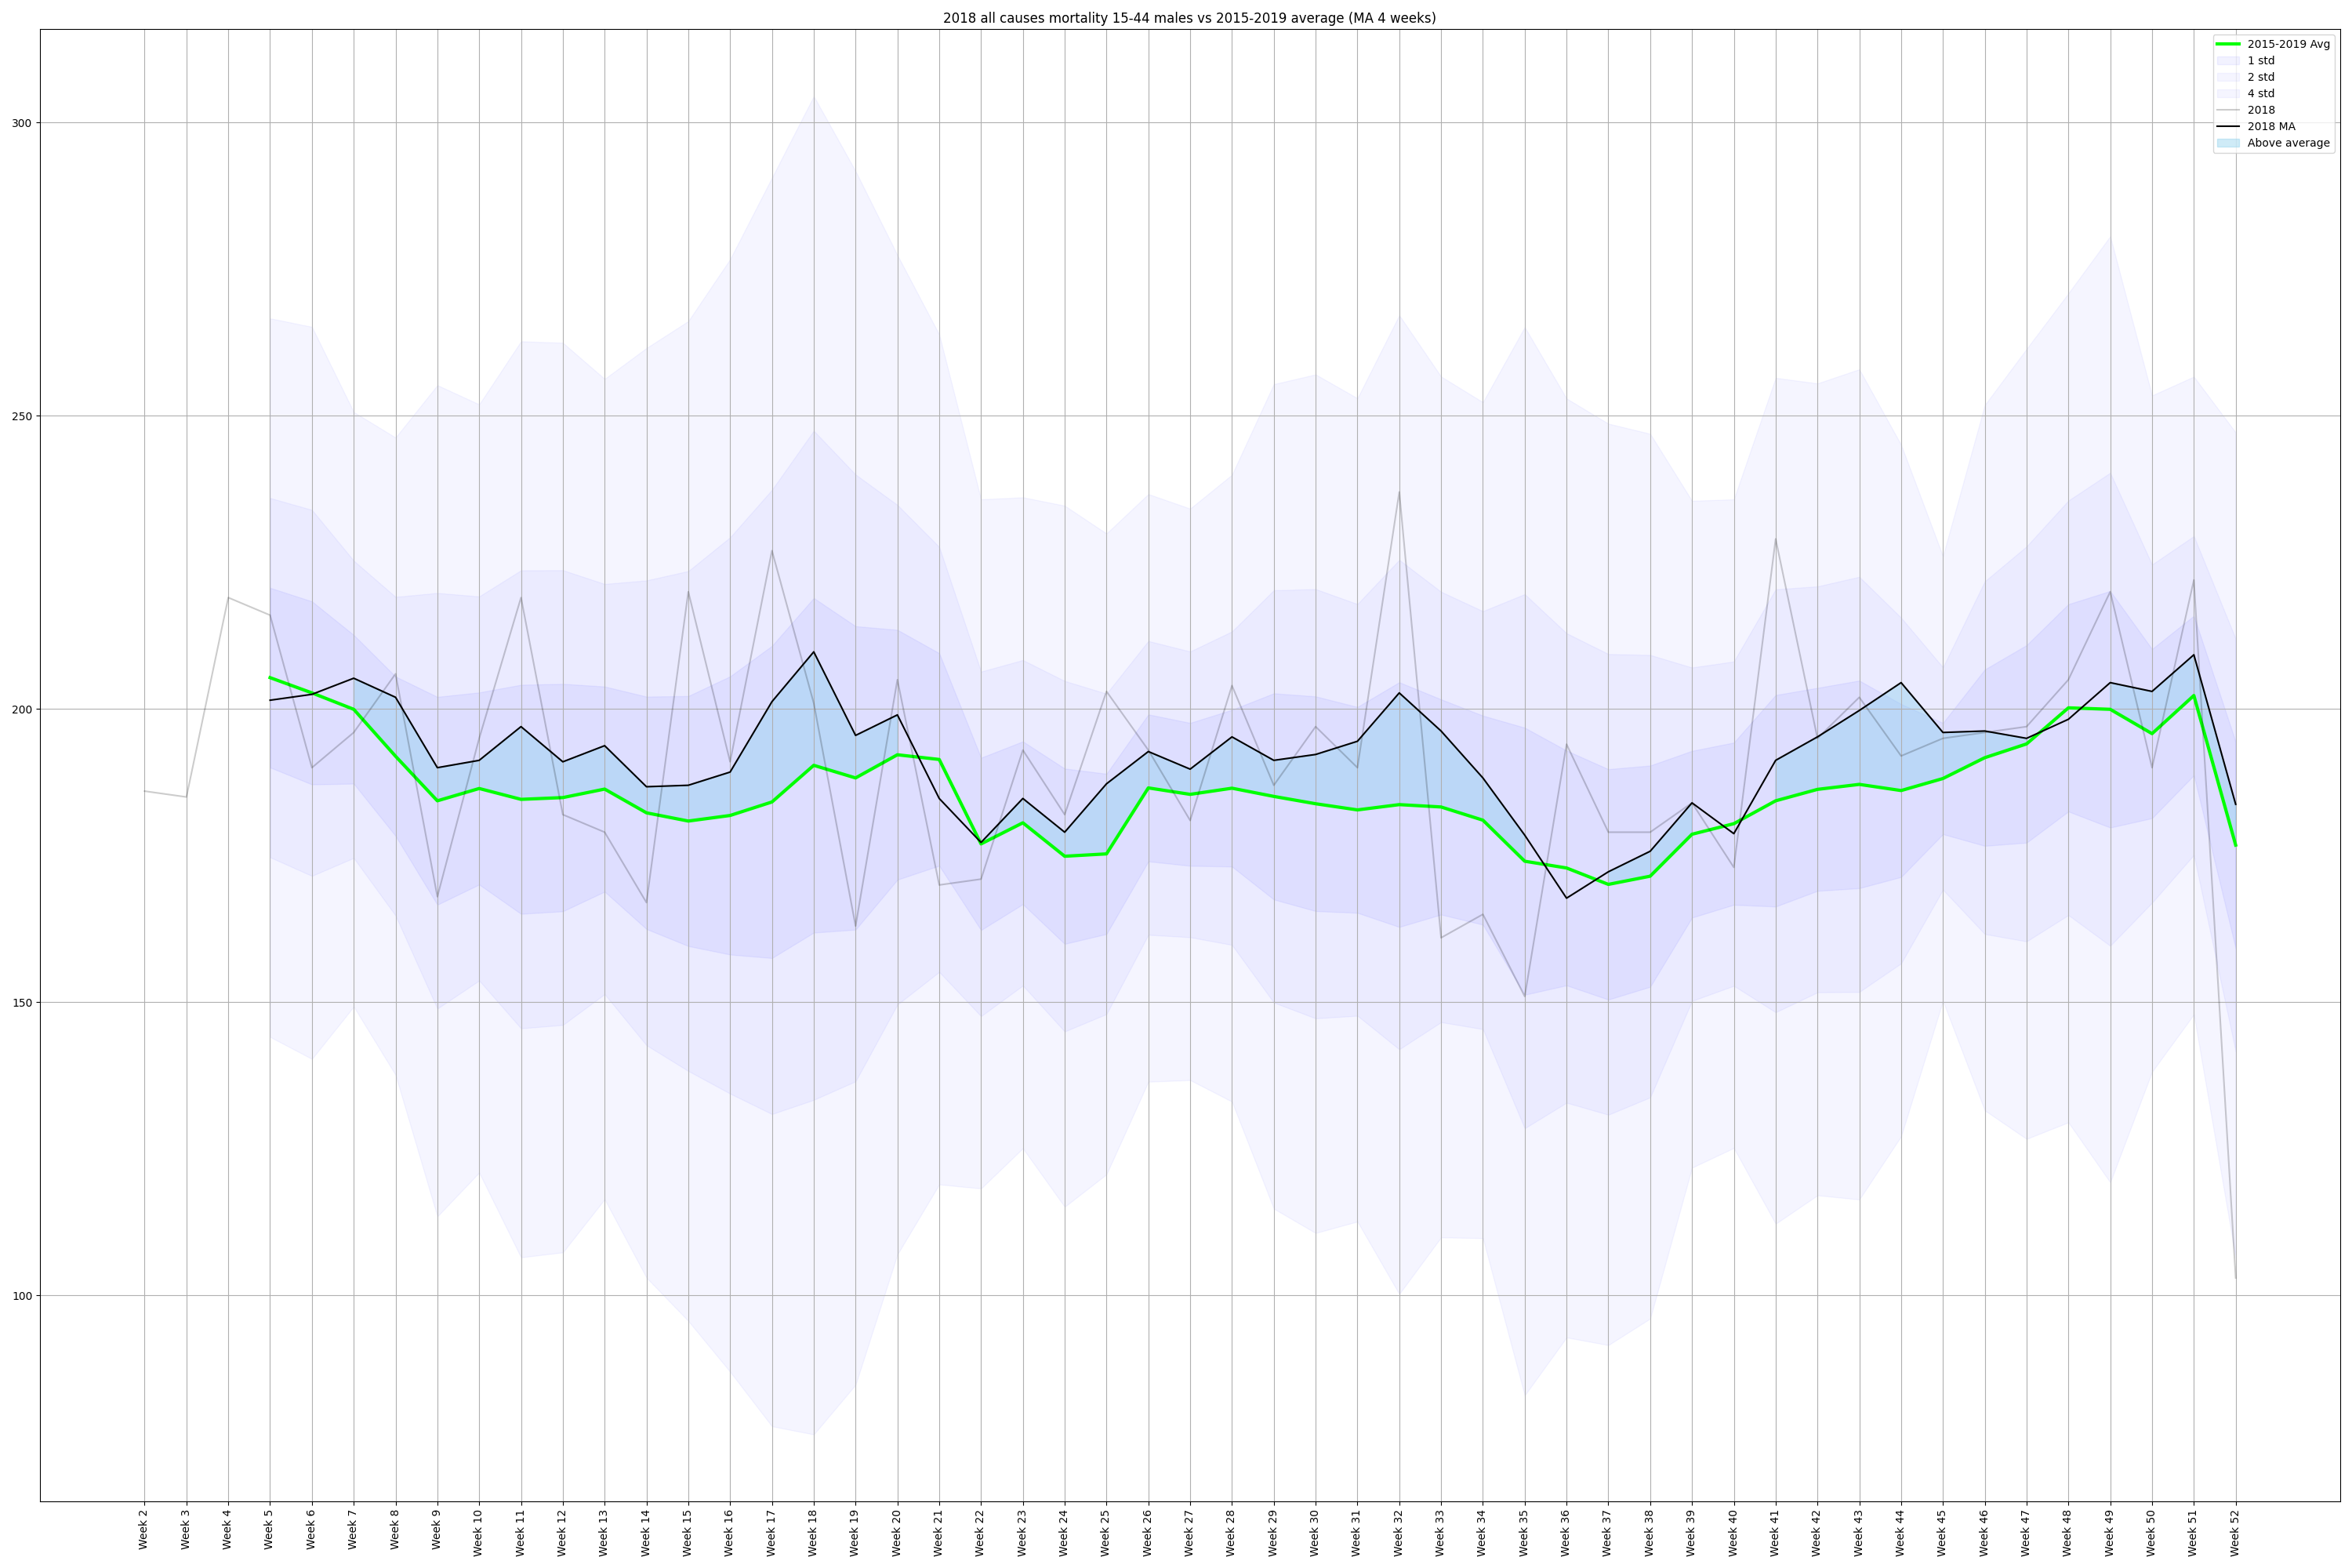 2018 all causes mortality 15-44 males vs 2015-2019 average (MA 4 weeks)
2015-2019 Avg
1 std
2 std
4 std
2018
2018 MA
Above average
300
250
200
150
100
Week 2
Week 3
Week 4
Week 5
Week 6
Week 7
Week 8
Week 9
Week 10
Week 11
Week 12
Week 13
Week 14
Week 15
Week 16
Week 17
Week 18
Week 19
Week 20
Week 21
Week 22
Week 23
Week 24
Week 25
Week 26
Week 27
Week 28
Week 29
Week 30
Week 31
Week 32
Week 33
Week 34
Week 35
Week 36
Week 37
Week 38
Week 39
Week 40
Week 41
Week 42
Week 43
Week 44
Week 45
Week 46
Week 47
Week 48
Week 49
Week 50
Week 51
Week 52